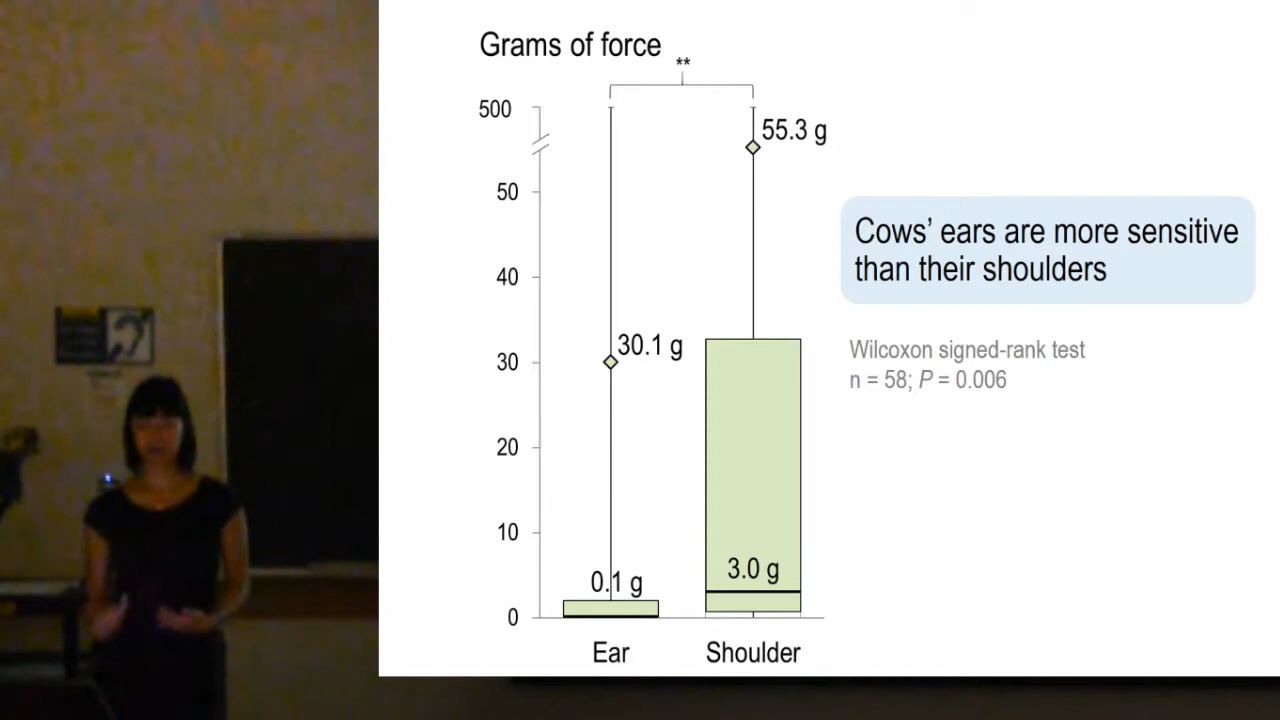 Grams of force
**
500
55.3 g
50
Cows' ears are more sensitive
than their shoulders
40
30.1 g
Wilcoxon signed-rank test
30
n = 58; P = 0.006
20
10
3.0 g
0.1 g
0
Ear
Shoulder